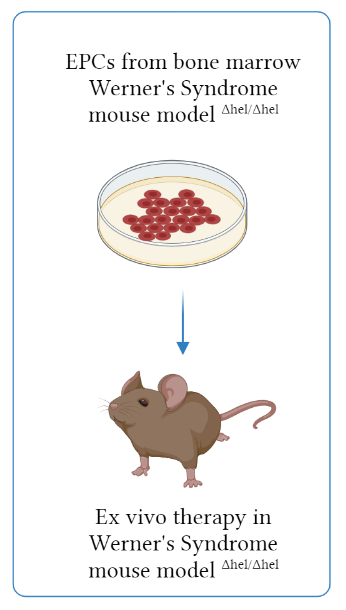 EPCs from bone marrow
Werner's Syndrome
mouse model Δhel/Δhel
Ex vivo therapy in
Werner's Syndrome
mouse model Δhel/Δhel